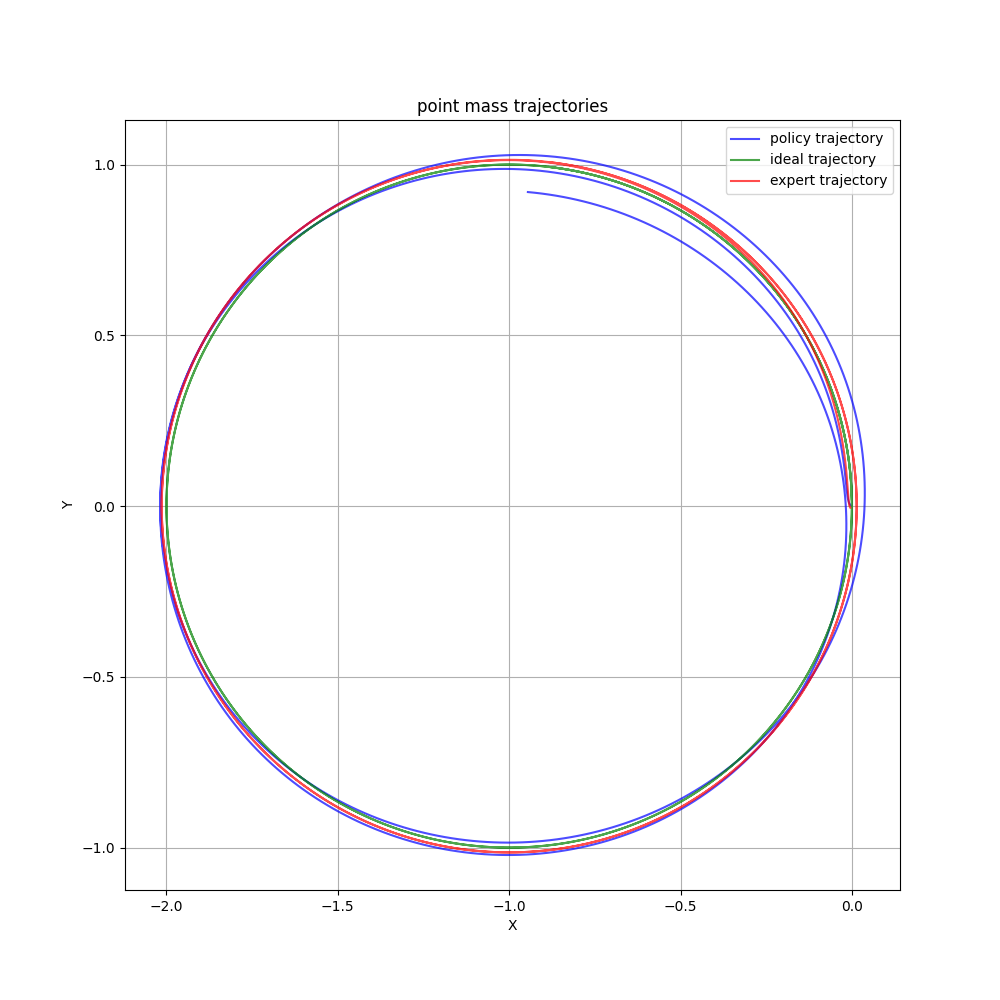 point mass trajectories
policy trajectory
ideal trajectory
expert trajectory
1.0
0.5
0.0
−0.5
−1.0
Y
−2.0 −1.5 −1.0 −0.5 0.0
X